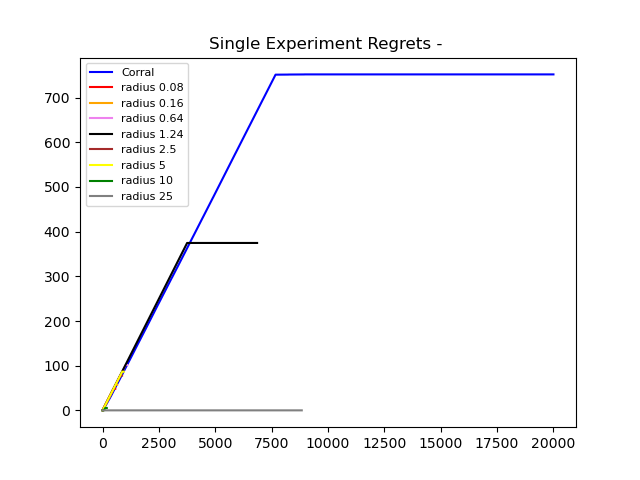 Single Experiment Regrets -
Corral
radius 0.08
radius 0.16
radius 0.64
radius 1.24
radius 2.5
radius 5
radius 10
radius 25
700
600
500
400
300
200
100
0
0 2500 5000 7500 10000 12500 15000 17500 20000